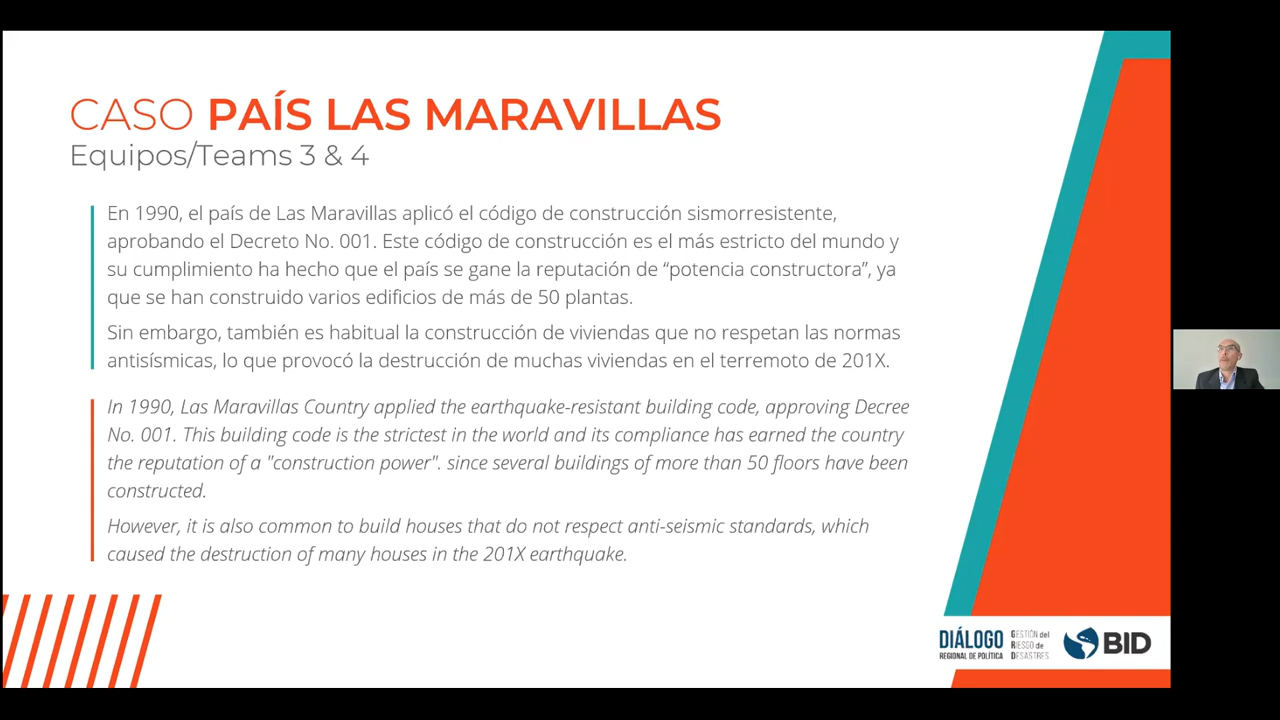 CASO PAÍS LAS MARAVILLAS
Equipos/Teams 3 & 4
En 1990, el país de Las Maravillas aplicó el código de construcción sismorresistente,
aprobando el Decreto No. 001. Este código de construcción es el más estricto del mundo y
su cumplimiento ha hecho que el país se gane la reputación de “potencia constructora”, ya
que se han construido varios edificios de más de 50 plantas.
Sin embargo, también es habitual la construcción de viviendas que no respetan las normas
antisísmicas, lo que provocó la destrucción de muchas viviendas en el terremoto de 201X.
In 1990, Las Maravillas Country applied the earthquake-resistant building code, approving Decree
No. 001. This building code is the strictest in the world and its compliance has earned the country
the reputation of a "construction power". since several buildings of more than 50 floors have been
constructed.
However, it is also common to build houses that do not respect anti-seismic standards, which
caused the destruction of many houses in the 201X earthquake.
DIÁLOGO
REGIONAL DE POLÍTICA
GESTIÓN del
RIESGO de
DESASTRES
BID